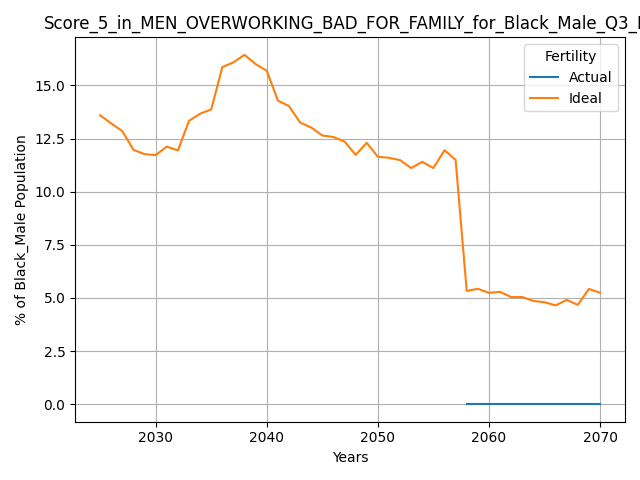 Score_5_in_MEN_OVERWORKING_BAD_FOR_FAMILY_for_Black_Male_Q3_
Fertility
Actual
Ideal
% of Black_Male Population
15.0
12.5
10.0
7.5
5.0
2.5
0.0
2030 2040 2050 2060 2070
Years